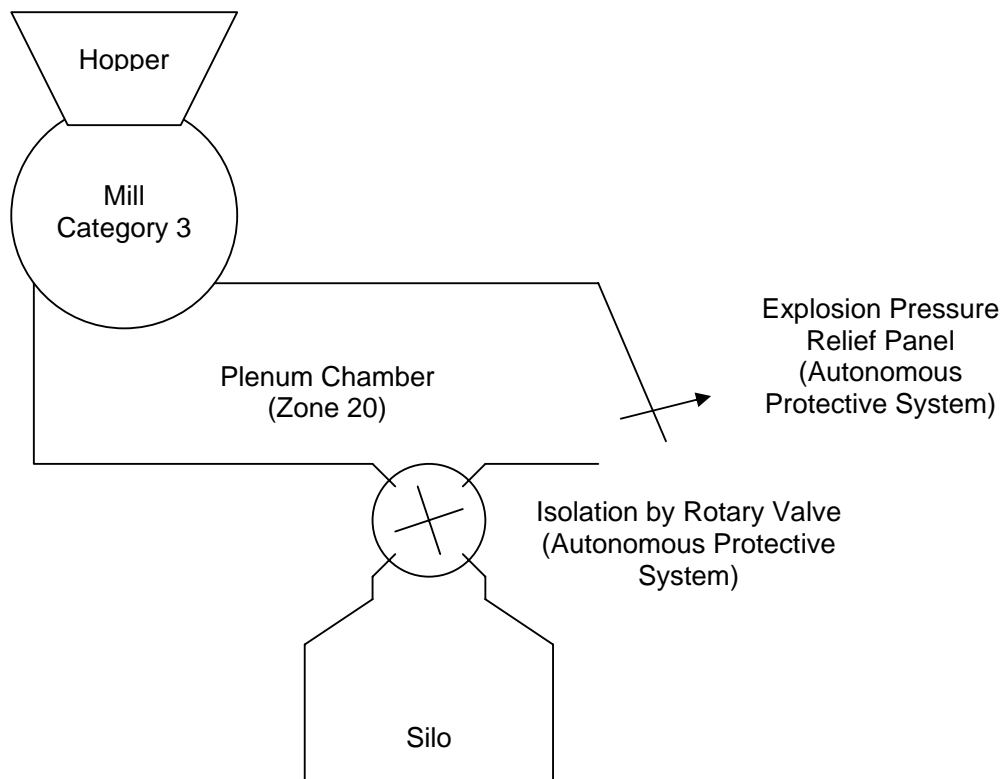 Hopper
Mill
Category 3
Explosion Pressure
Relief Panel
(Autonomous
Protective System)
Plenum Chamber
(Zone 20)
Isolation by Rotary Valve
(Autonomous Protective
System)
Silo